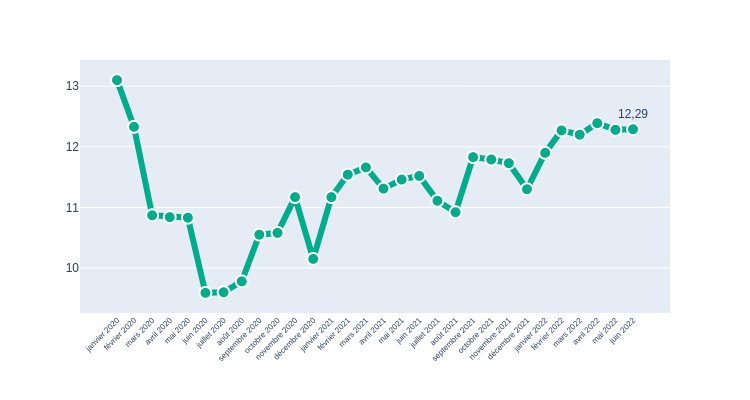 13
12,29
12
11
10
janvier 2020
février 2020
mars 2020
avril 2020
mai 2020
juin 2020
juillet 2020
août 2020
septembre 2020
octobre 2020
novembre 2020
décembre 2020
janvier 2021
février 2021
mars 2021
avril 2021
mai 2021
juin 2021
juillet 2021
août 2021
septembre 2021
octobre 2021
novembre 2021
décembre 2021
janvier 2022
février 2022
mars 2022
avril 2022
mai 2022
juin 2022